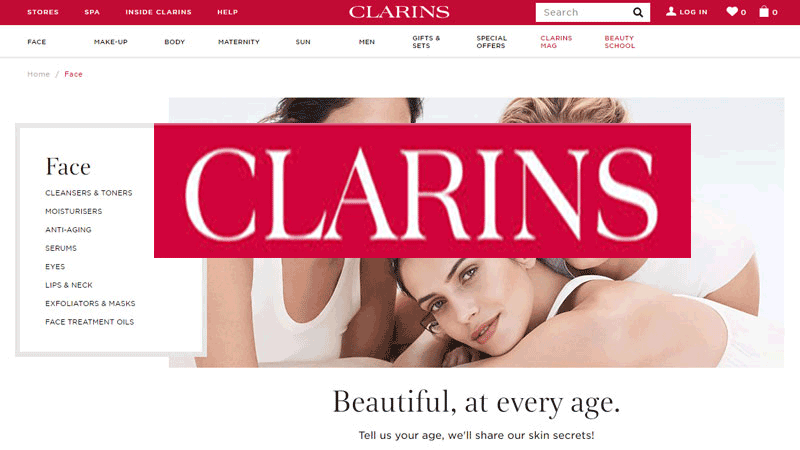 STORES SPA INSIDE CLARINS HELP CLARINS Search LOG IN 0 0
FACE MAKE-UP BODY MATERNITY SUN MEN GIFTS & SETS SPECIAL OFFERS CLARINS MAG BEAUTY SCHOOL
Home / Face
CLARINS
Face
CLEANSERS & TONERS
MOISTURISERS
ANTI-AGING
SERUMS
EYES
LIPS & NECK
EXFOLIATORS & MASKS
FACE TREATMENT OILS
Beautiful, at every age.
Tell us your age, we'll share our skin secrets!